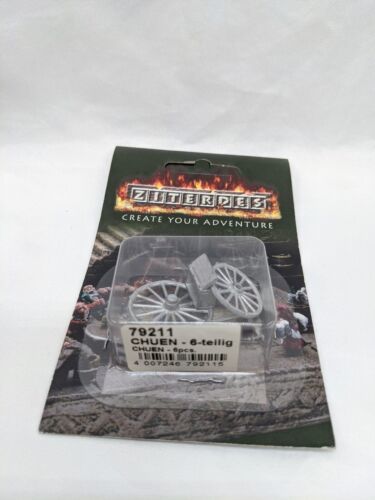 ZITERDES
CREATE YOUR ADVENTURE
79211
CHUEN - 6-teilig
CHUEN - 6pcs.
4 007246 792115